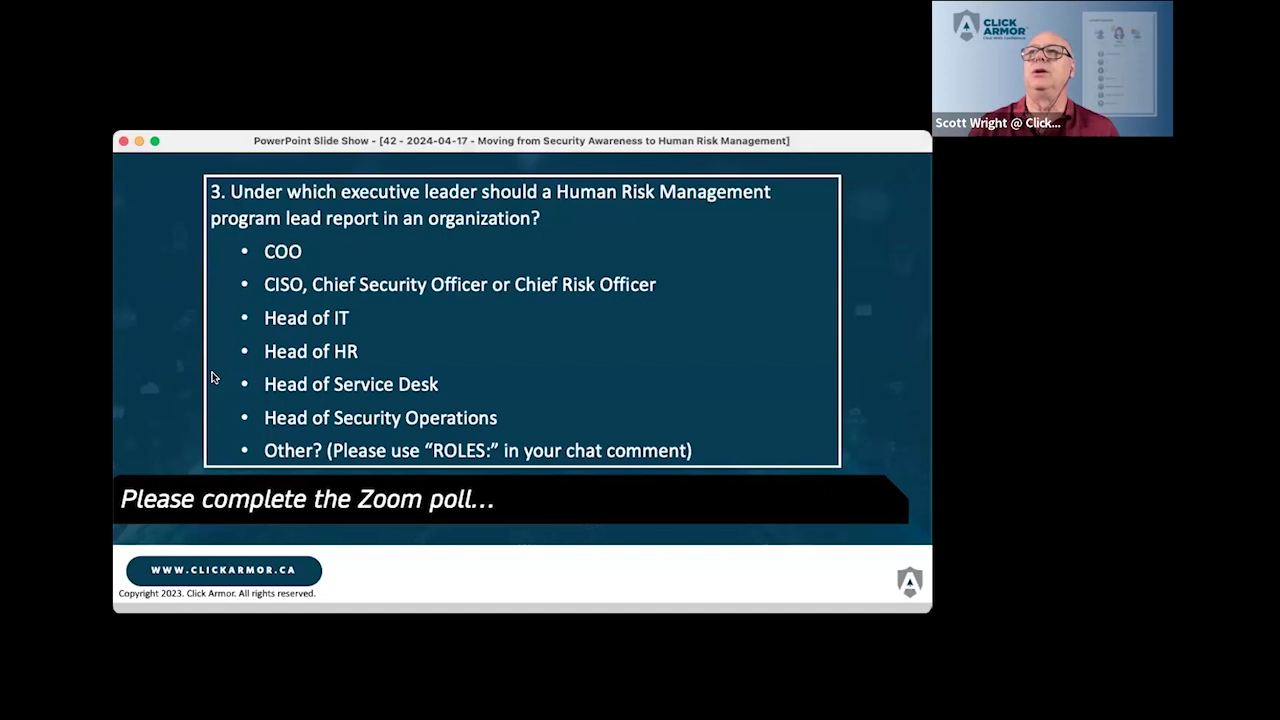 CLICK
ARMOR
Scott Wright @ Click...
PowerPoint Slide Show - [42 - 2024-04-17 - Moving from Security Awareness to Human Risk Management]
3. Under which executive leader should a Human Risk Management
program lead report in an organization?
• COO
• CISO, Chief Security Officer or Chief Risk Officer
• Head of IT
• Head of HR
• Head of Service Desk
• Head of Security Operations
• Other? (Please use “ROLES:” in your chat comment)
Please complete the Zoom poll...
WWW.CLICKARMOR.CA
Copyright 2023. Click Armor. All rights reserved.